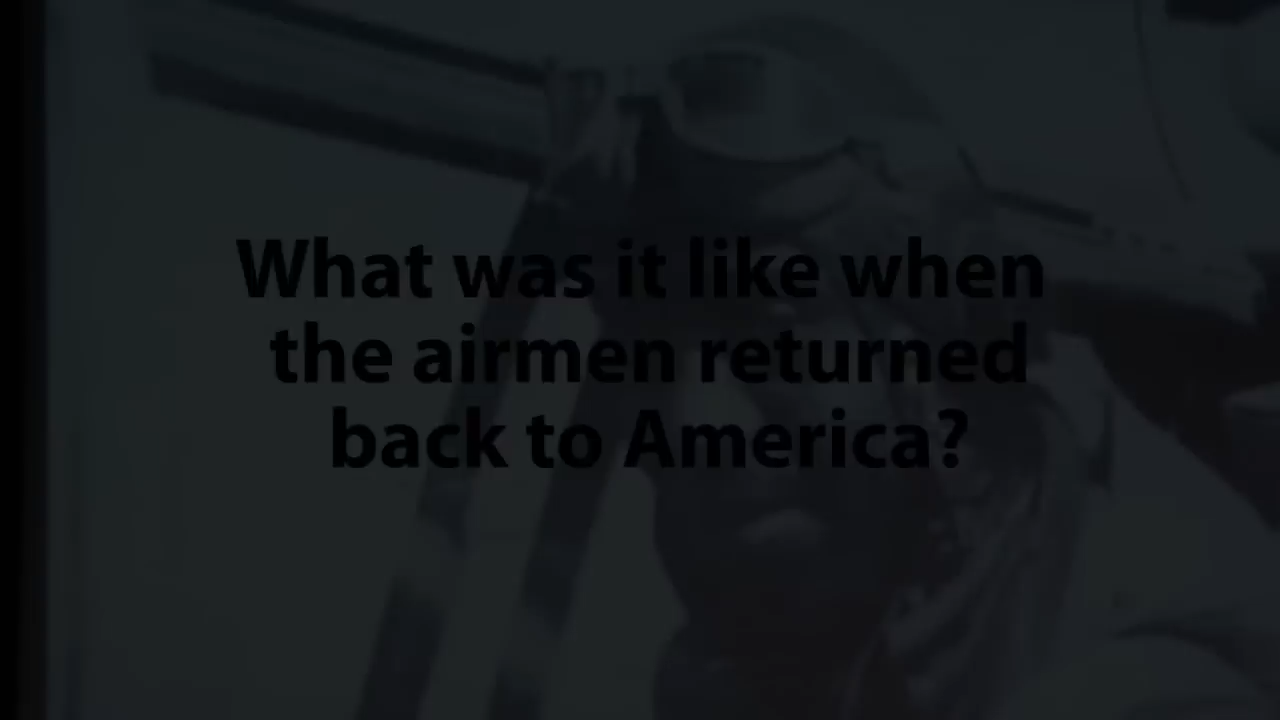 What was it like when
the airmen returned
back to America?